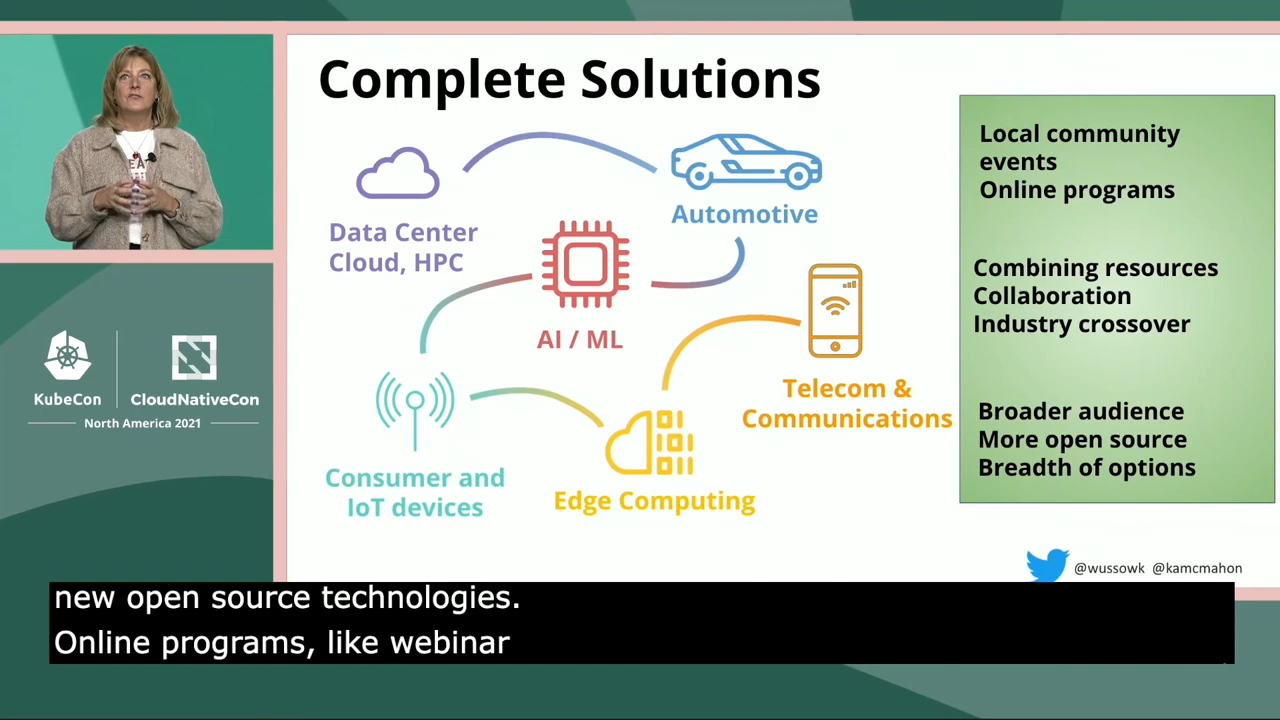 Complete Solutions
Data Center
Cloud, HPC
Automotive
AI / ML
Telecom &
Communications
Consumer and
IoT devices
Edge Computing
Local community
events
Online programs
Combining resources
Collaboration
Industry crossover
Broader audience
More open source
Breadth of options
@wussowk @kamcmahon
KubeCon
CloudNativeCon
North America 2021
new open source technologies.
Online programs, like webinar